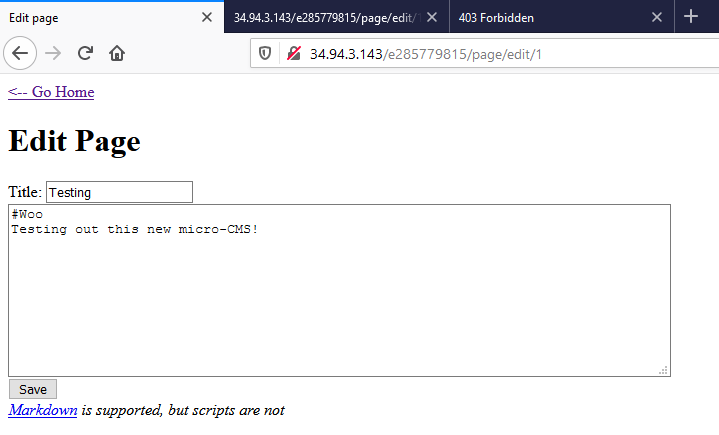 Edit page
34.94.3.143/e285779815/page/edit/
403 Forbidden
34.94.3.143/e285779815/page/edit/1
<-- Go Home
Edit Page
Title: Testing
#Woo
Testing out this new micro-CMS!
Save
Markdown is supported, but scripts are not